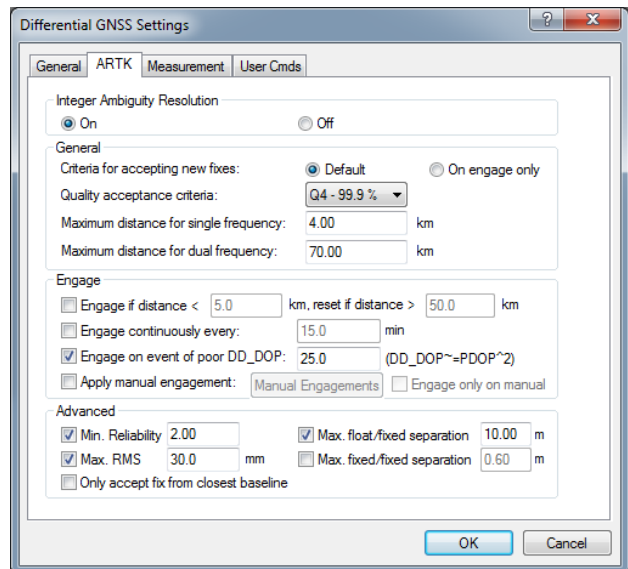 Differential GNSS Settings
General ARTK Measurement User Cmds
Integer Ambiguity Resolution
On Off
General
Criteria for accepting new fixes: Default On engage only
Quality acceptance criteria: Q4 - 99.9 %
Maximum distance for single frequency: 4.00 km
Maximum distance for dual frequency: 70.00 km
Engage
Engage if distance < 5.0 km, reset if distance > 50.0 km
Engage continuously every: 15.0 min
Engage on event of poor DD_DOP: 25.0 (DD_DOP~=PDOP^2)
Apply manual engagement: Manual Engagements Engage only on manual
Advanced
Min. Reliability 2.00 Max. float/fixed separation 10.00 m
Max. RMS 30.0 mm Max. fixed/fixed separation 0.60 m
Only accept fix from closest baseline
OK Cancel